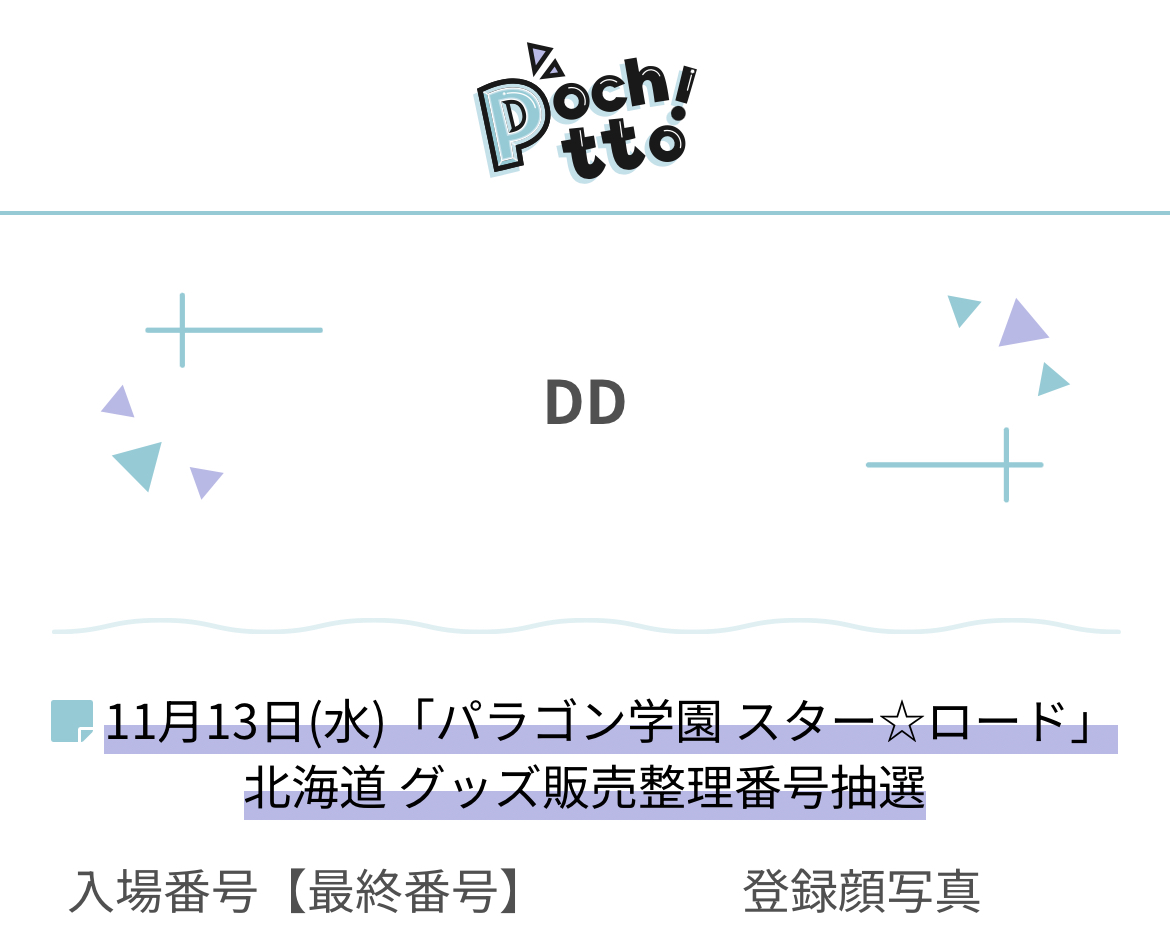 Poch!
tto
DD
11月13日(水)「パラゴン学園 スター☆ロード」
北海道 グッズ販売整理番号抽選
入場番号【最終番号】 登録顔写真